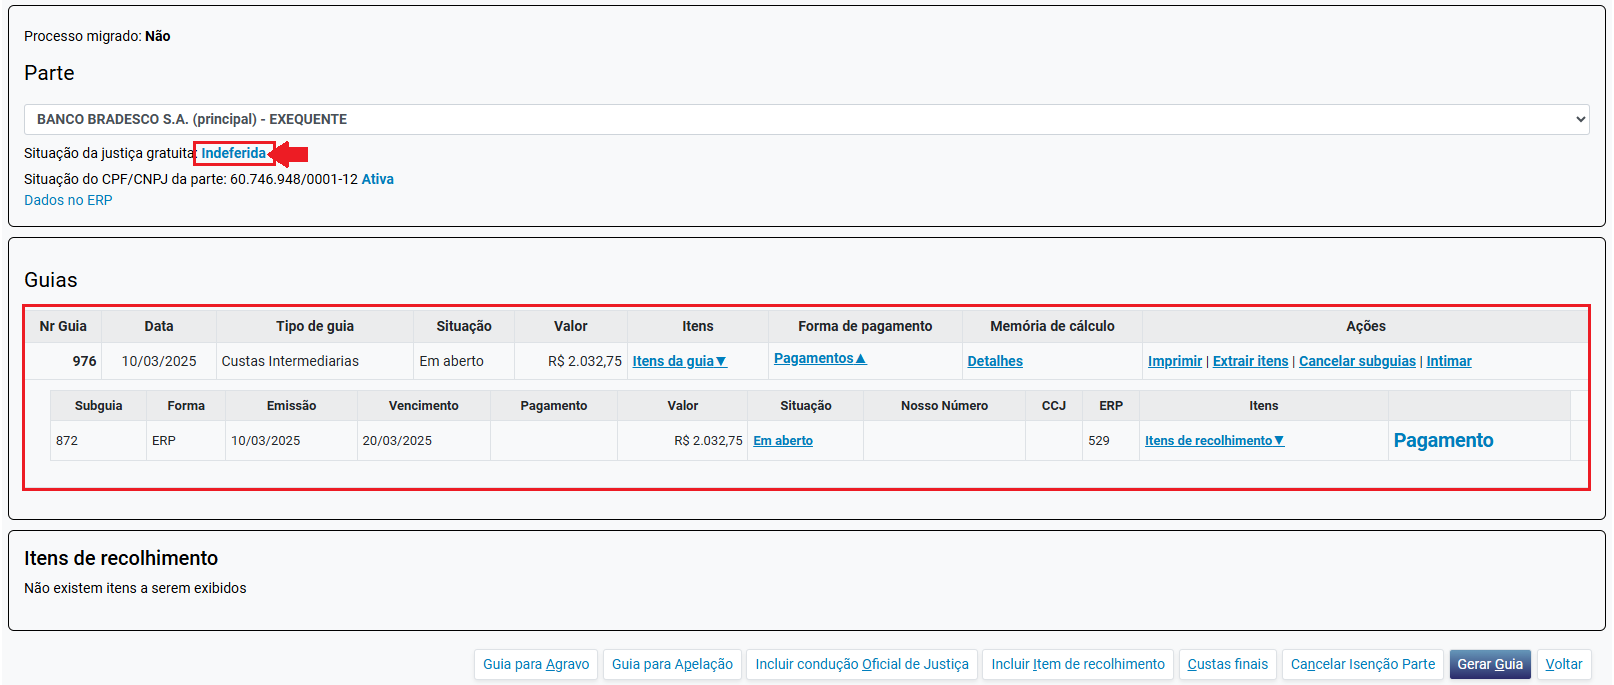 Processo migrado: Não
Parte
BANCO BRADESCO S.A. (principal) - EXEQUENTE
Situação da justiça gratuita: Indeferida
Situação do CPF/CNPJ da parte: 60.746.948/0001-12 Ativa
Dados no ERP
Guias
Nr Guia Data Tipo de guia Situação Valor Itens Forma de pagamento Memória de cálculo Ações
976 10/03/2025 Custas Intermediarias Em aberto R$ 2.032,75 Itens da guia▼ Pagamentos▲ Detalhes Imprimir | Extrair itens | Cancelar subguias | Intimar
Subguia Forma Emissão Vencimento Pagamento Valor Situação Nosso Número CCJ ERP Itens
872 ERP 10/03/2025 20/03/2025 R$ 2.032,75 Em aberto 529 Itens de recolhimento▼ Pagamento
Itens de recolhimento
Não existem itens a serem exibidos
Guia para Agravo Guia para Apelação Incluir condução Oficial de Justiça Incluir Item de recolhimento Custas finais Cancelar Isenção Parte Gerar Guia Voltar